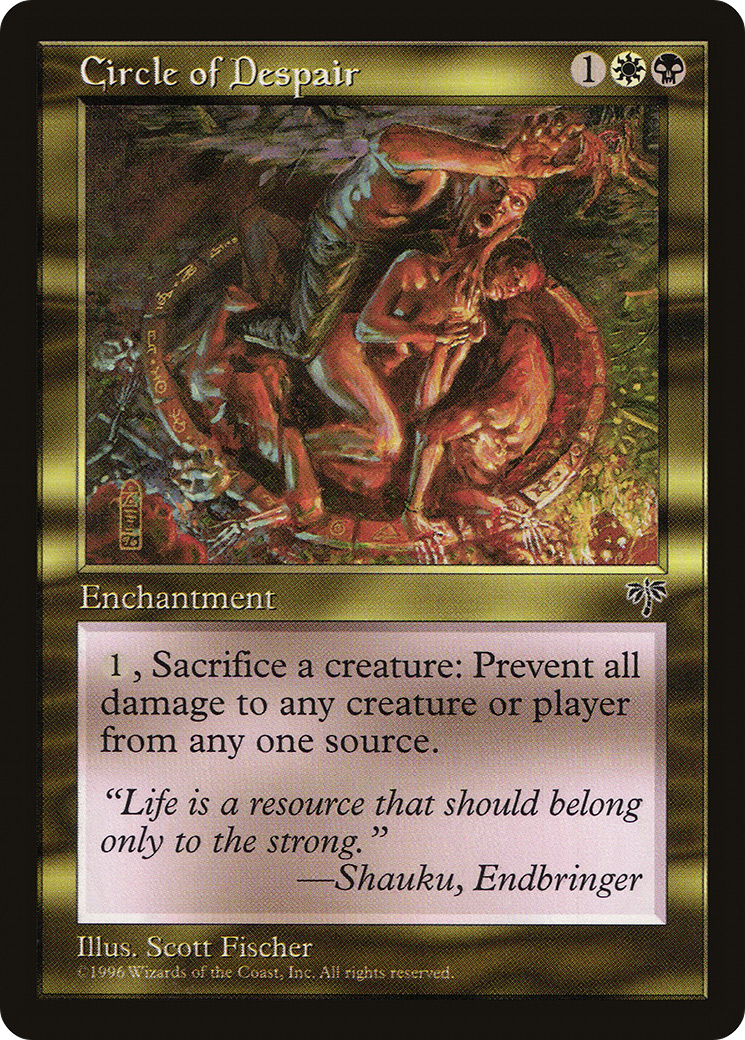 Circle of Despair 1
Enchantment
1 , Sacrifice a creature: Prevent all
damage to any creature or player
from any one source.
“Life is a resource that should belong
only to the strong.”
—Shauku, Endbringer
Illus. Scott Fischer
©1996 Wizards of the Coast, Inc. All rights reserved.